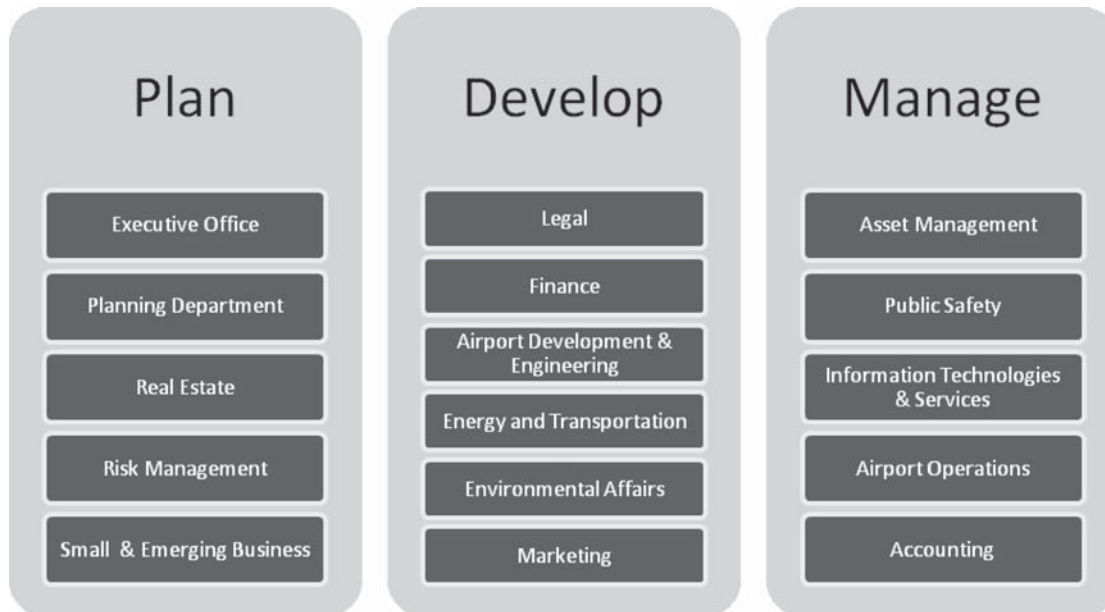 Plan
Executive Office
Planning Department
Real Estate
Risk Management
Small & Emerging Business
Develop
Legal
Finance
Airport Development &
Engineering
Energy and Transportation
Environmental Affairs
Marketing
Manage
Asset Management
Public Safety
Information Technologies
& Services
Airport Operations
Accounting